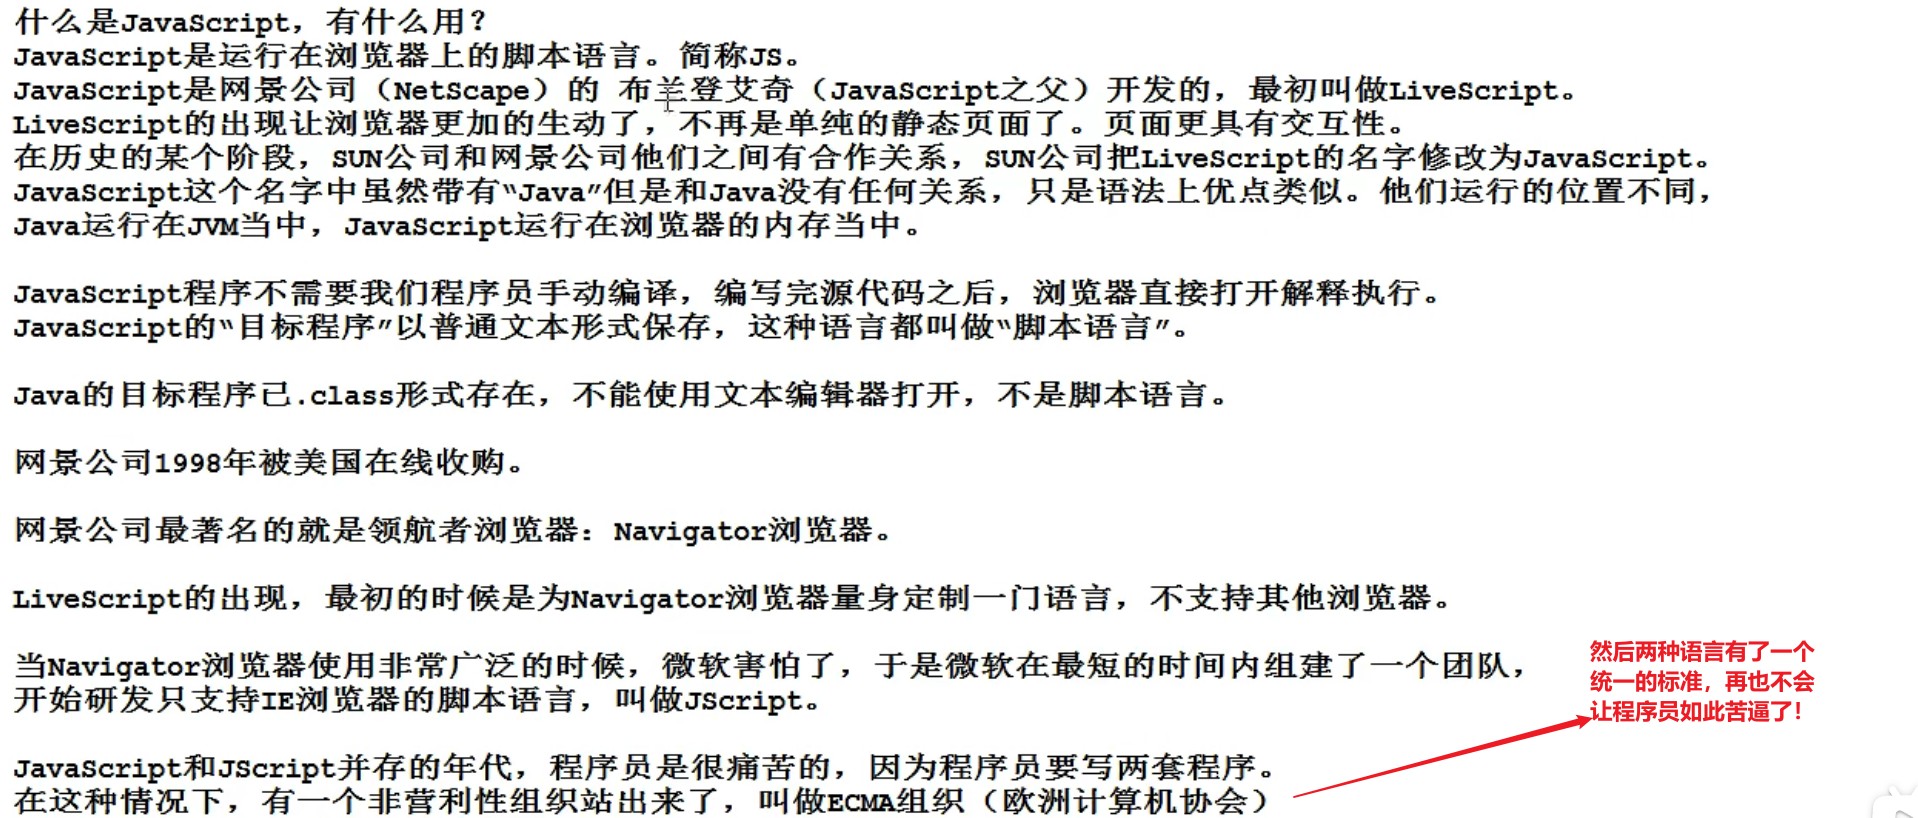 什么是JavaScript，有什么用？
JavaScript是运行在浏览器上的脚本语言。简称JS。
JavaScript是网景公司（NetScape）的 布兰登艾奇（JavaScript之父）开发的，最初叫做LiveScript。
LiveScript的出现让浏览器更加的生动了，不再是单纯的静态页面了。页面更具有交互性。
在历史的某个阶段，SUN公司和网景公司他们之间有合作关系，SUN公司把LiveScript的名字修改为JavaScript。
JavaScript这个名字中虽然带有“Java”但是和Java没有任何关系，只是语法上优点类似。他们运行的位置不同，
Java运行在JVM当中，JavaScript运行在浏览器的内存当中。
JavaScript程序不需要我们程序员手动编译，编写完源代码之后，浏览器直接打开解释执行。
JavaScript的“目标程序”以普通文本形式保存，这种语言都叫做“脚本语言”。
Java的目标程序已.class形式存在，不能使用文本编辑器打开，不是脚本语言。
网景公司1998年被美国在线收购。
网景公司最著名的就是领航者浏览器：Navigator浏览器。
LiveScript的出现，最初的时候是为Navigator浏览器量身定制一门语言，不支持其他浏览器。
当Navigator浏览器使用非常广泛的时候，微软害怕了，于是微软在最短的时间内组建了一个团队，
开始研发只支持IE浏览器的脚本语言，叫做JScript。
JavaScript和JScript并存的年代，程序员是很痛苦的，因为程序员要写两套程序。
在这种情况下，有一个非营利性组织站出来了，叫做ECMA组织（欧洲计算机协会）
然后两种语言有了一个
统一的标准，再也不会
让程序员如此苦逼了！